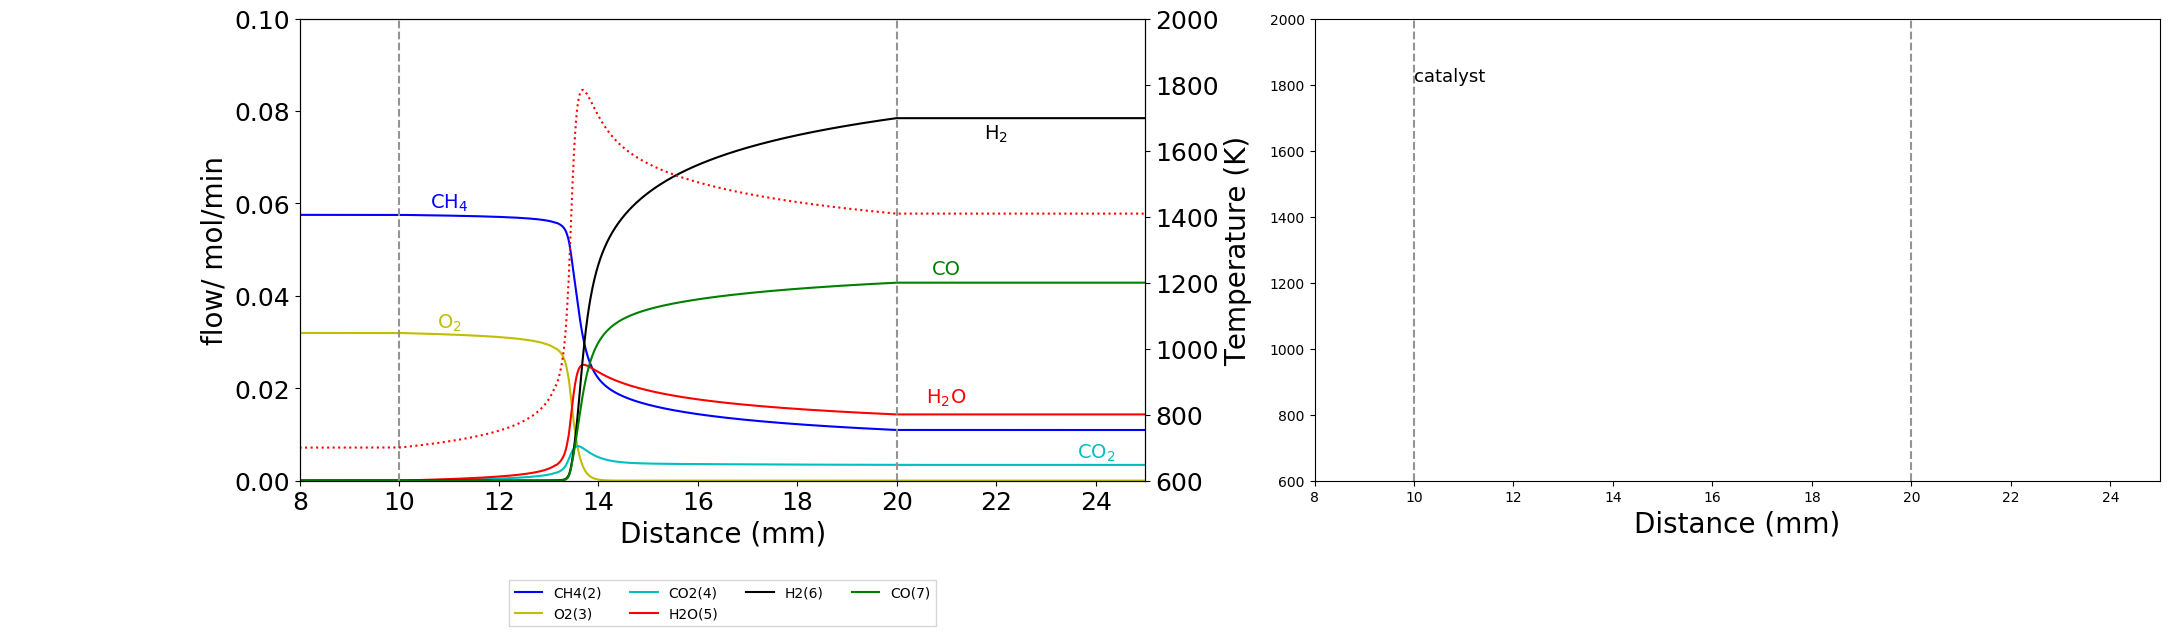 0.10
0.08
0.06
0.04
0.02
0.00
flow/ mol/min
8 10 12 14 16 18 20 22 24
Distance (mm)
CH₄
O₂
H₂
CO
H₂O
CO₂
2000
1800
1600
1400
1200
1000
800
600
Temperature (K)
CH4(2) CO2(4) H2(6) CO(7)
O2(3) H2O(5)
2000
1800
1600
1400
1200
1000
800
600
catalyst
8 10 12 14 16 18 20 22 24
Distance (mm)